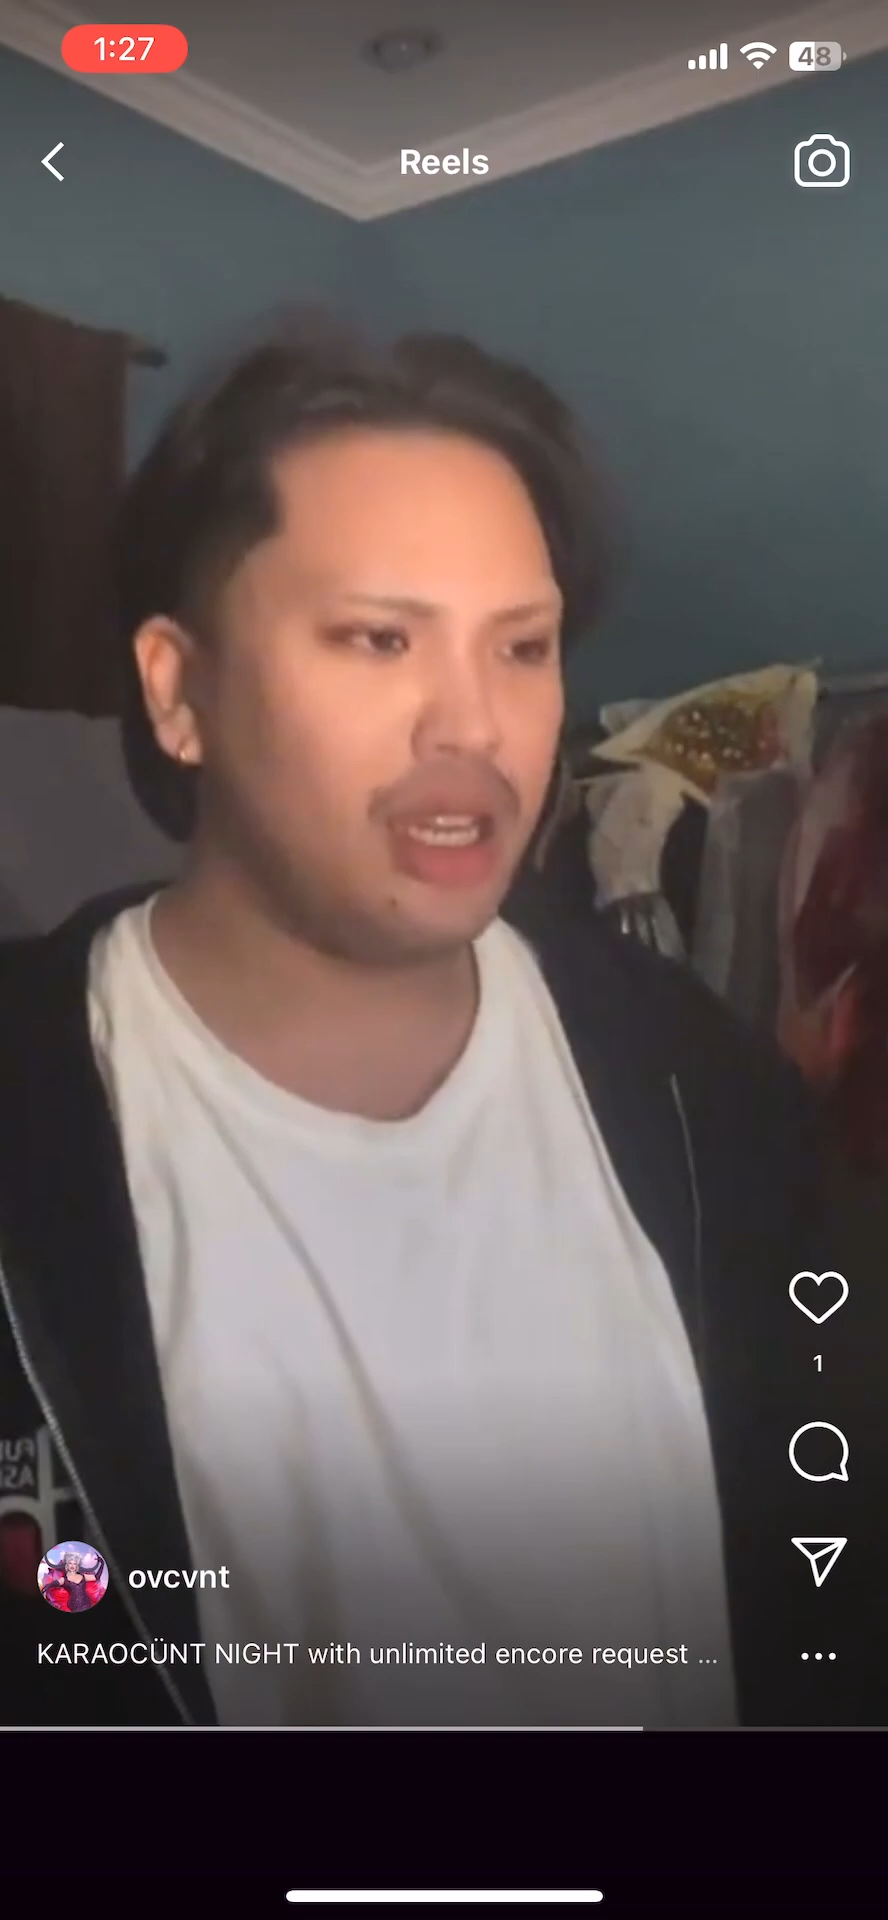 1:27
48
Reels
1
ovcvnt
KARAOCÜNT NIGHT with unlimited encore request ...